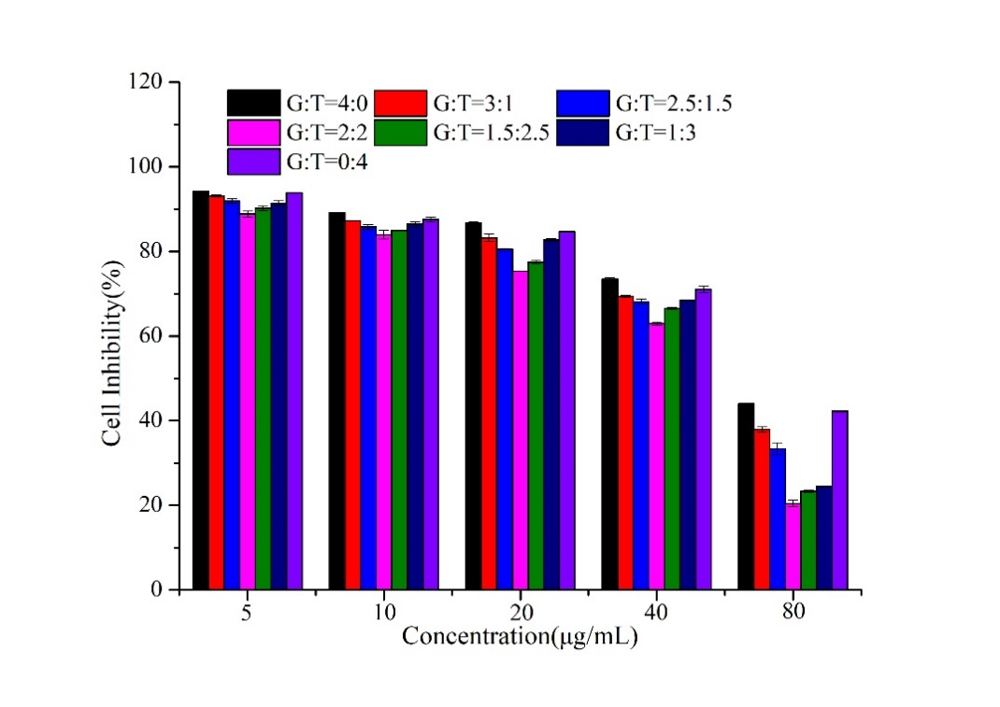 120
100
80
60
40
20
0
Cell Inhibility(%)
G:T=4:0 G:T=3:1 G:T=2.5:1.5
G:T=2:2 G:T=1.5:2.5 G:T=1:3
G:T=0:4
5 10 20 40 80
Concentration(μg/mL)